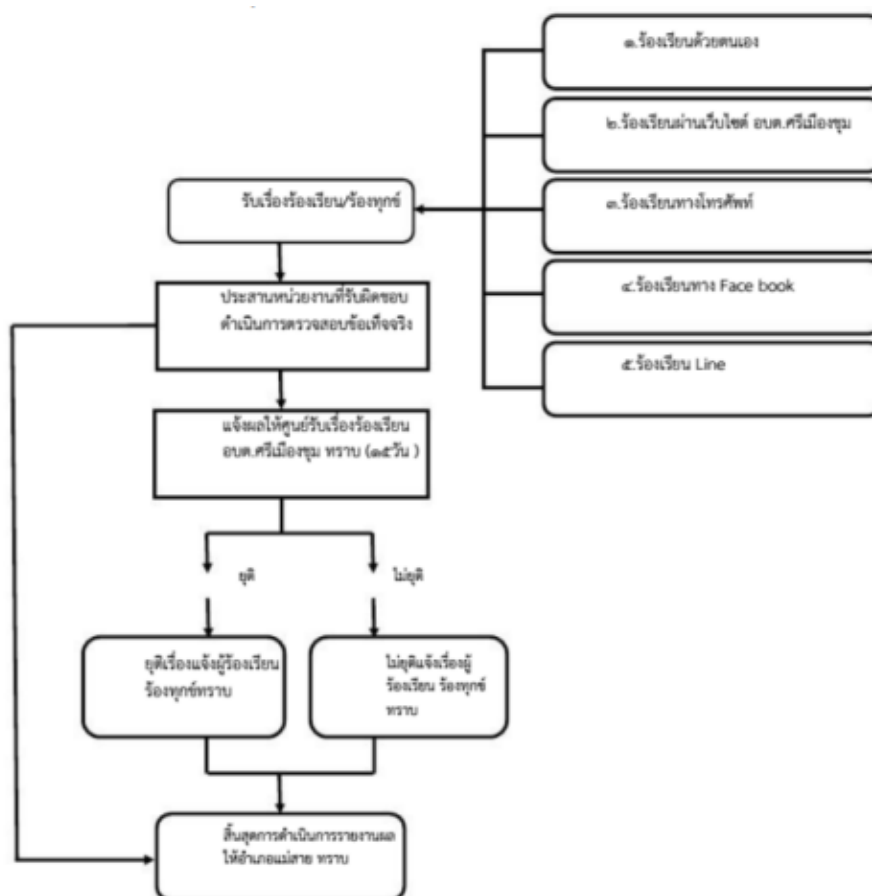 ๑.ร้องเรียนด้วยตนเอง
๒.ร้องเรียนผ่านเว็บไซต์ อบต.ศรีเมืองชุม
๓.ร้องเรียนทางโทรศัพท์
๔.ร้องเรียนทาง Face book
๕.ร้องเรียน Line
รับเรื่องร้องเรียน/ร้องทุกข์
ประสานหน่วยงานที่รับผิดชอบ
ดำเนินการตรวจสอบข้อเท็จจริง
แจ้งผลให้ศูนย์รับเรื่องร้องเรียน
อบต.ศรีเมืองชุม ทราบ (๑๕วัน )
ยุติ
ไม่ยุติ
ยุติเรื่องแจ้งผู้ร้องเรียน
ร้องทุกข์ทราบ
ไม่ยุติแจ้งเรื่องผู้
ร้องเรียน ร้องทุกข์
ทราบ
สิ้นสุดการดำเนินการรายงานผล
ให้อำเภอแม่สาย ทราบ